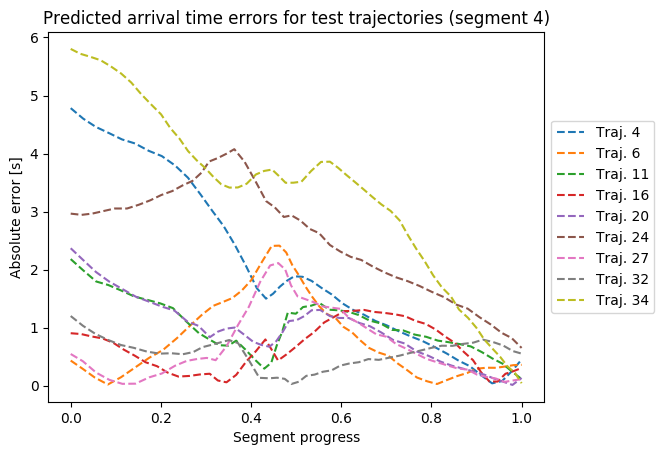 Predicted arrival time errors for test trajectories (segment 4)
Absolute error [s]
6
5
4
3
2
1
0
0.0 0.2 0.4 0.6 0.8 1.0
Segment progress
Traj. 4
Traj. 6
Traj. 11
Traj. 16
Traj. 20
Traj. 24
Traj. 27
Traj. 32
Traj. 34